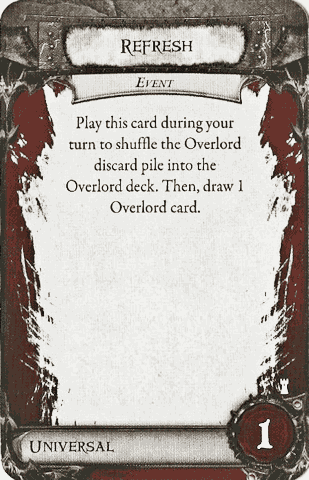 Refresh
Event
Play this card during your
turn to shuffle the Overlord
discard pile into the
Overlord deck. Then, draw 1
Overlord card.
1
Universal